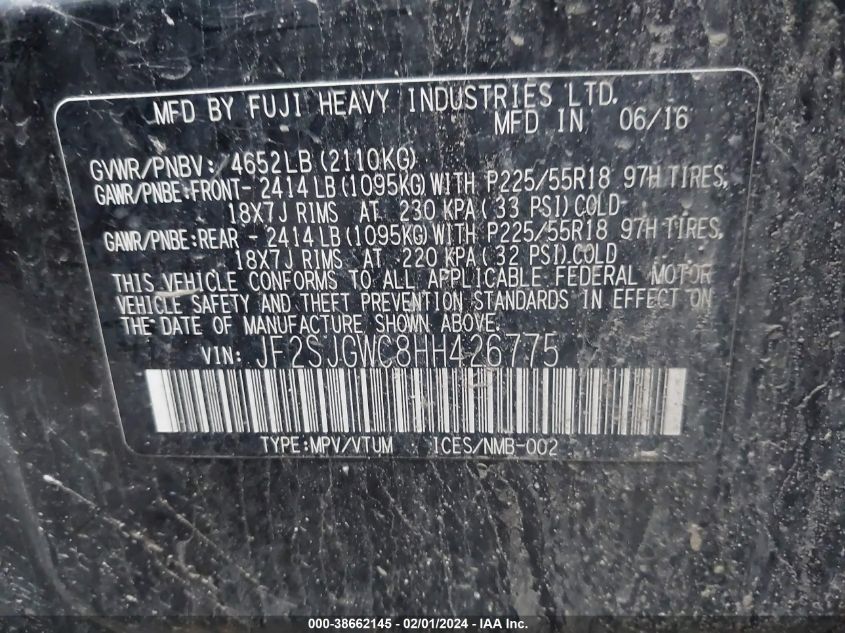 MFD BY FUJI HEAVY INDUSTRIES LTD.
MFD IN 06/16
GVWR/PNBV: 4652LB (2110KG)
GAWR/PNBE:FRONT- 2414 LB (1095KG) WITH P225/55R18 97H TIRES,
18X7J RIMS AT 230 KPA ( 33 PSI) COLD
GAWR/PNBE:REAR - 2414 LB (1095KG) WITH P225/55R18 97H TIRES,
18X7J RIMS AT 220 KPA ( 32 PSI) COLD
THIS VEHICLE CONFORMS TO ALL APPLICABLE FEDERAL MOTOR
VEHICLE SAFETY AND THEFT PREVENTION STANDARDS IN EFFECT ON
THE DATE OF MANUFACTURE SHOWN ABOVE.
VIN: JF2SJGWC8HH426775
TYPE:MPV/VTUM ICES/NMB-002
000-38662145 - 02/01/2024 - IAA Inc.